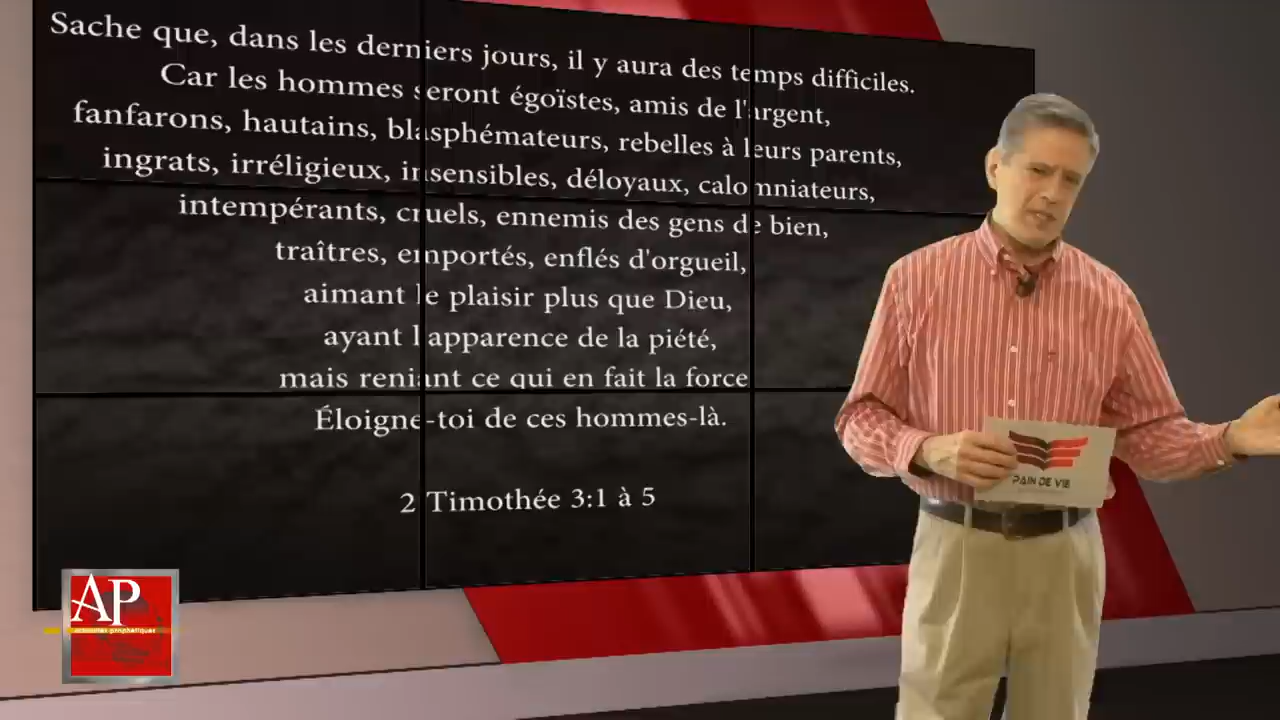 Sache que, dans les derniers jours, il y aura des temps difficiles.
Car les hommes seront égoïstes, amis de l'argent,
fanfarons, hautains, blasphémateurs, rebelles à leurs parents,
ingrats, irréligieux, insensibles, déloyaux, calomniateurs,
intempérants, cruels, ennemis des gens de bien,
traîtres, emportés, enflés d'orgueil,
aimant le plaisir plus que Dieu,
ayant l'apparence de la piété,
mais reniant ce qui en fait la force
Éloigne-toi de ces hommes-là.
2 Timothée 3:1 à 5
PAIN DE VIE
AP
actualités prophétiques